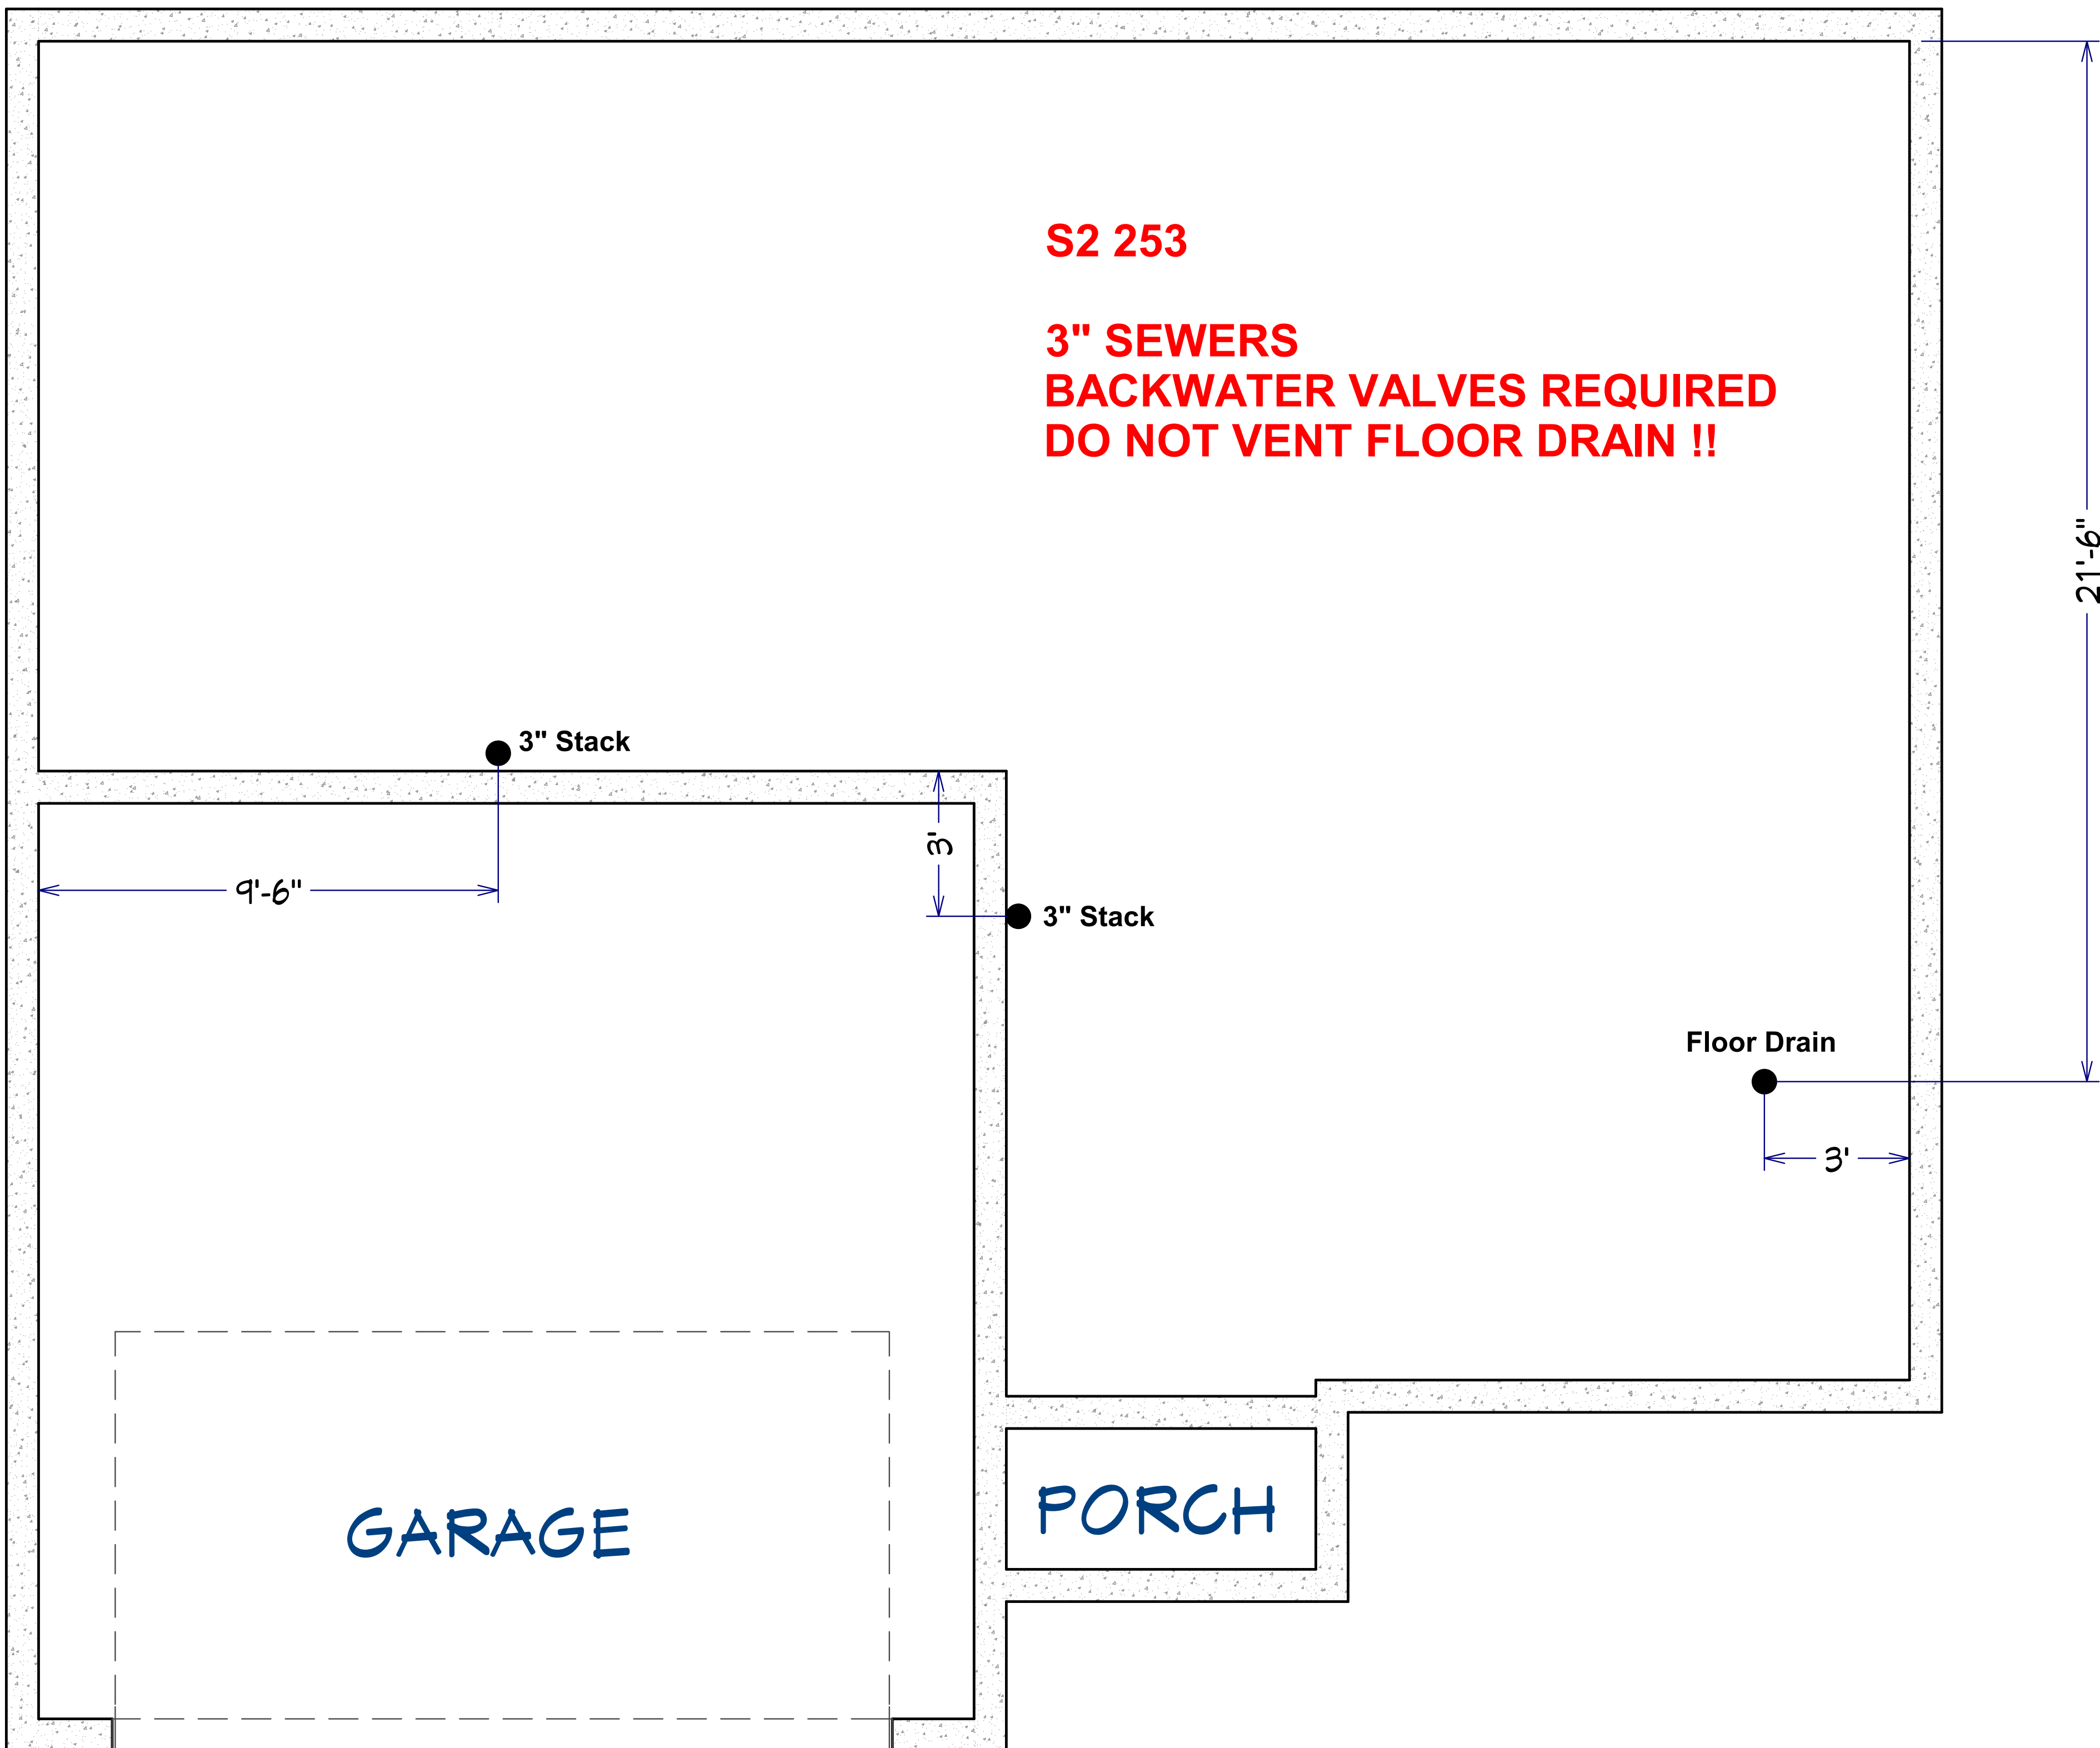 S2 253
3" SEWERS
BACKWATER VALVES REQUIRED
DO NOT VENT FLOOR DRAIN !!
21'-6"
3" Stack
3'
9'-6"
3" Stack
Floor Drain
3'
GARAGE
PORCH